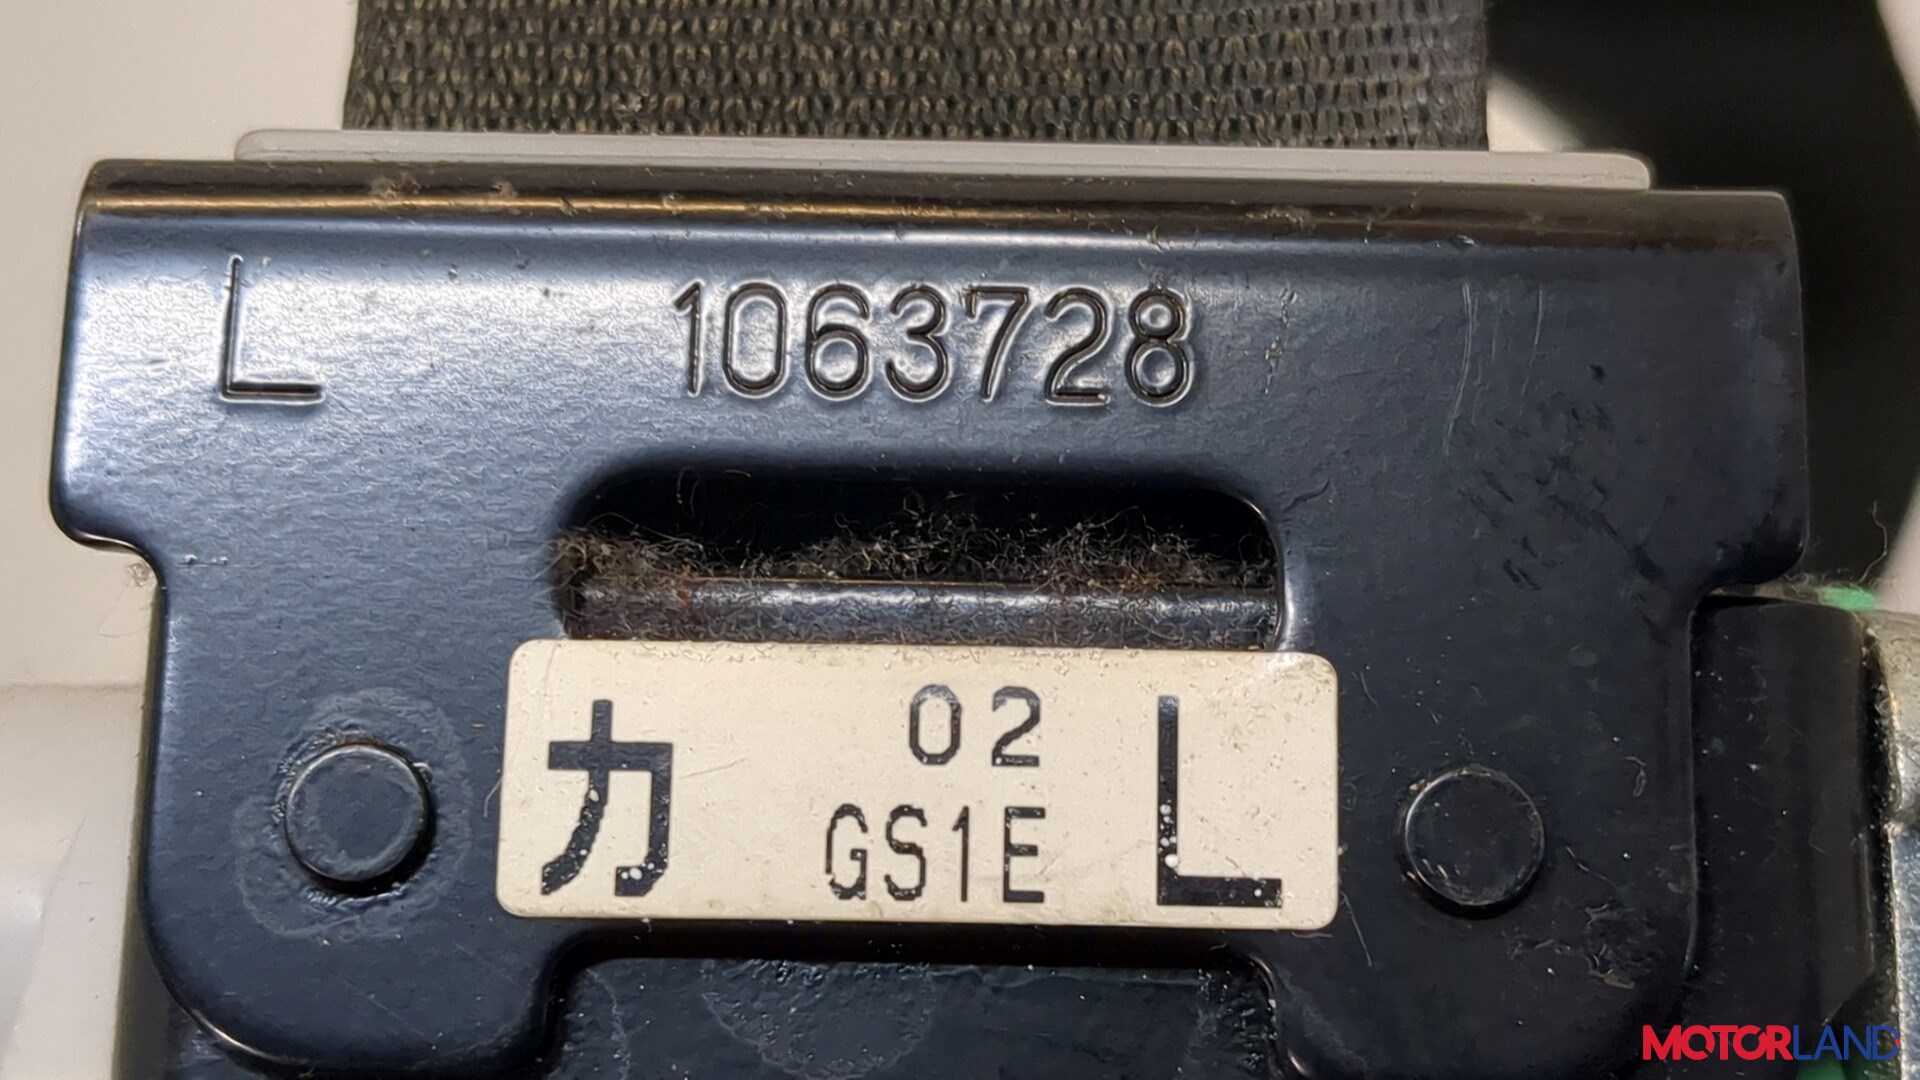 L 1063728
カ 02 L
GS1E
MOTORLAND